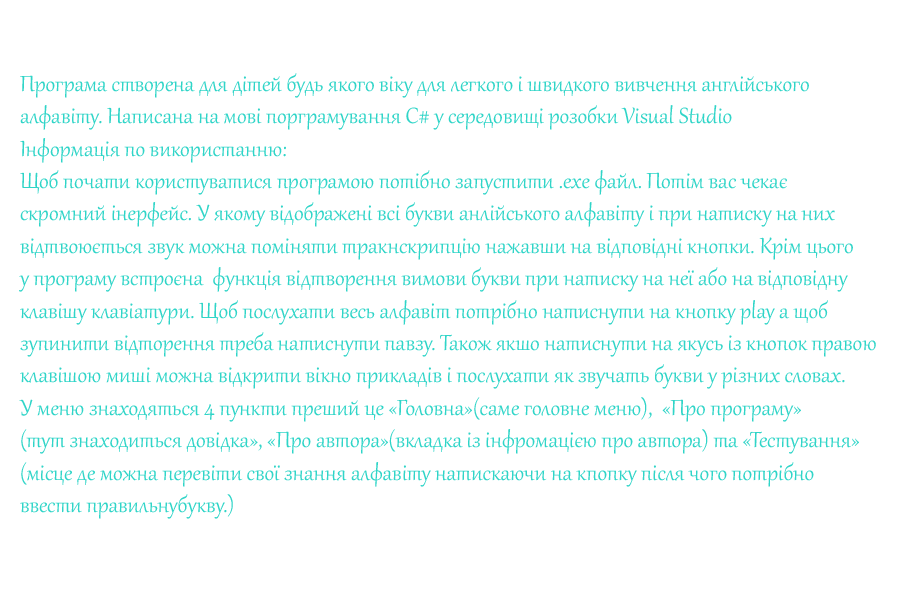 Програма створена для дітей будь якого віку для легкого і швидкого вивчення англійського
алфавіту. Написана на мові порграмування C# у середовищі розобки Visual Studio
Інформація по використанню:
Щоб почати користуватися програмою потібно запустити .exe файл. Потім вас чекає
скромний інерфейс. У якому відображені всі букви анлійського алфавіту і при натиску на них
відтвоюється звук можна поміняти тракнскрипцію нажавши на відповідні кнопки. Крім цього
у програму встроєна функція відтворення вимови букви при натиску на неї або на відповідну
клавішу клавіатури. Щоб послухати весь алфавіт потрібно натиснути на кнопку play а щоб
зупинити відторення треба натиснути павзу. Також якшо натиснути на якусь із кнопок правою
клавішою миші можна відкрити вікно прикладів і послухати як звучать букви у різних словах.
У меню знаходяться 4 пункти преший це «Головна»(саме головне меню), «Про програму»
(тут знаходиться довідка», «Про автора»(вкладка із інфромацією про автора) та «Тестування»
(місце де можна перевіти свої знання алфавіту натискаючи на кпопку після чого потрібно
ввести правильнубукву.)